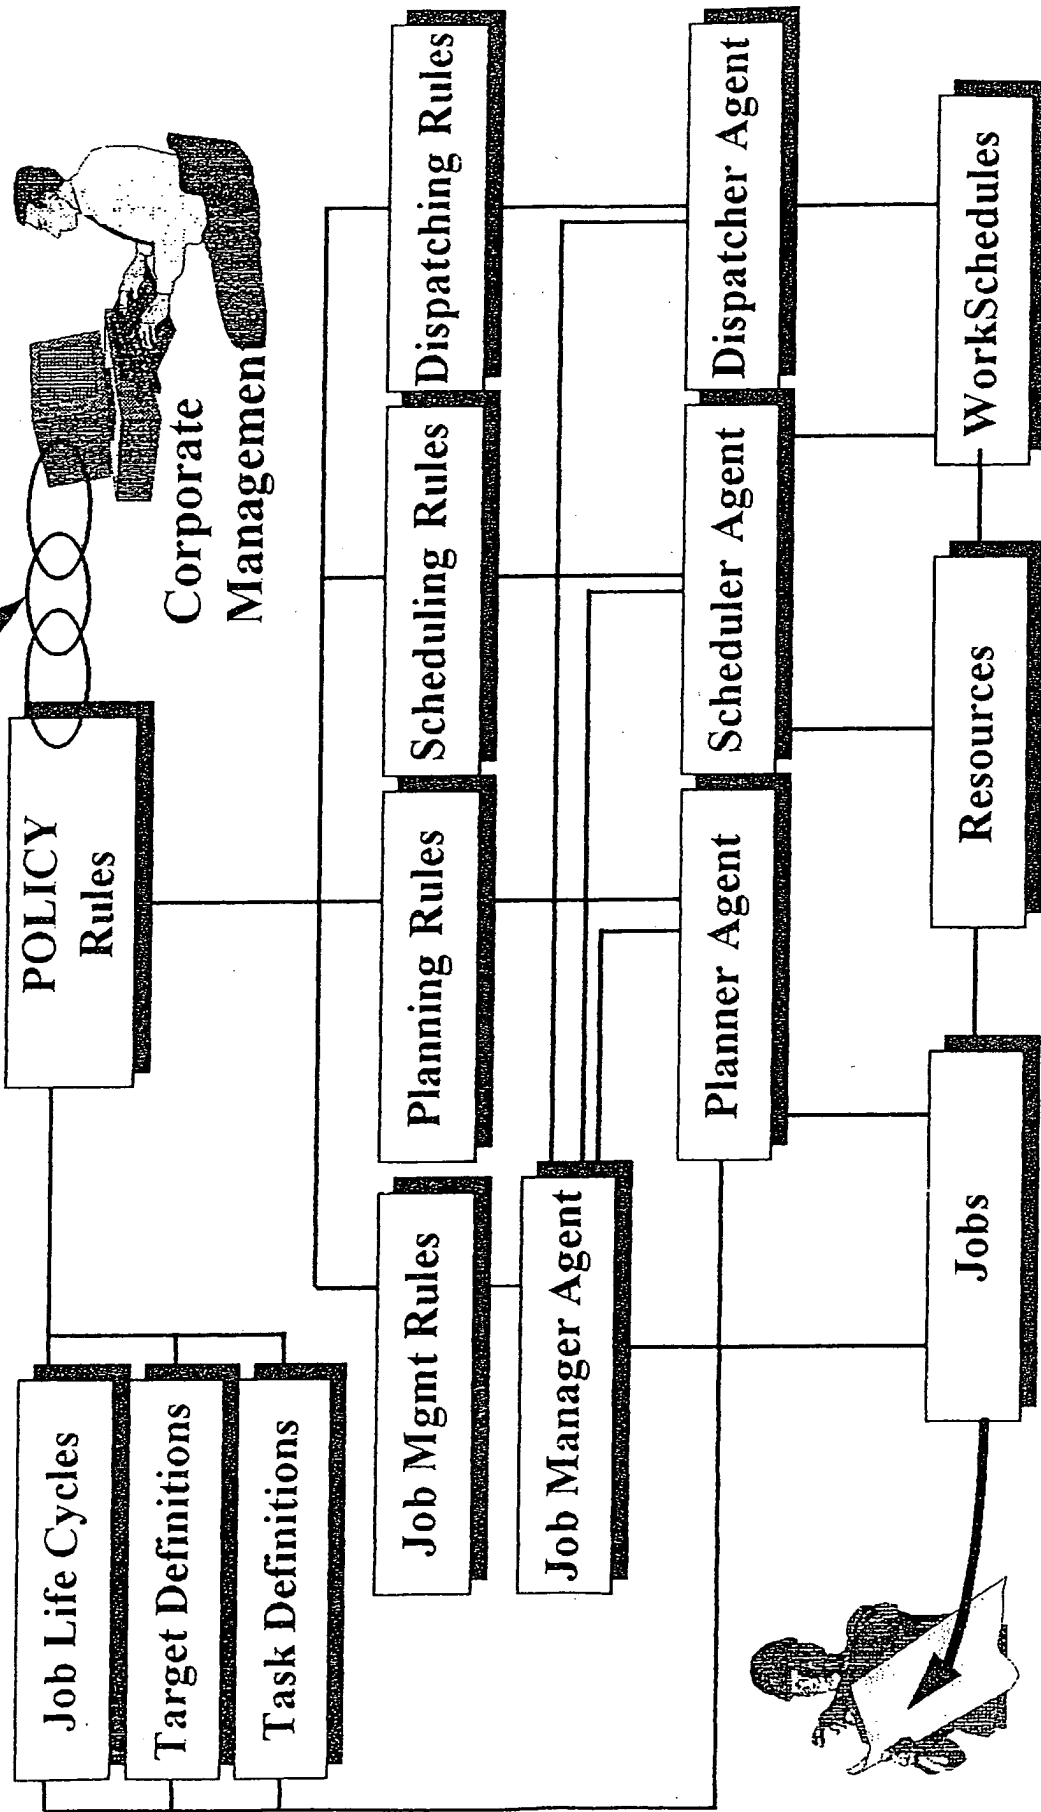 POLICY
Rules
Corporate
Management
Job Life Cycles
Target Definitions
Task Definitions
Job Mgmt Rules
Planning Rules
Scheduling Rules
Dispatching Rules
Job Manager Agent
Planner Agent
Scheduler Agent
Dispatcher Agent
Jobs
Resources
WorkSchedules